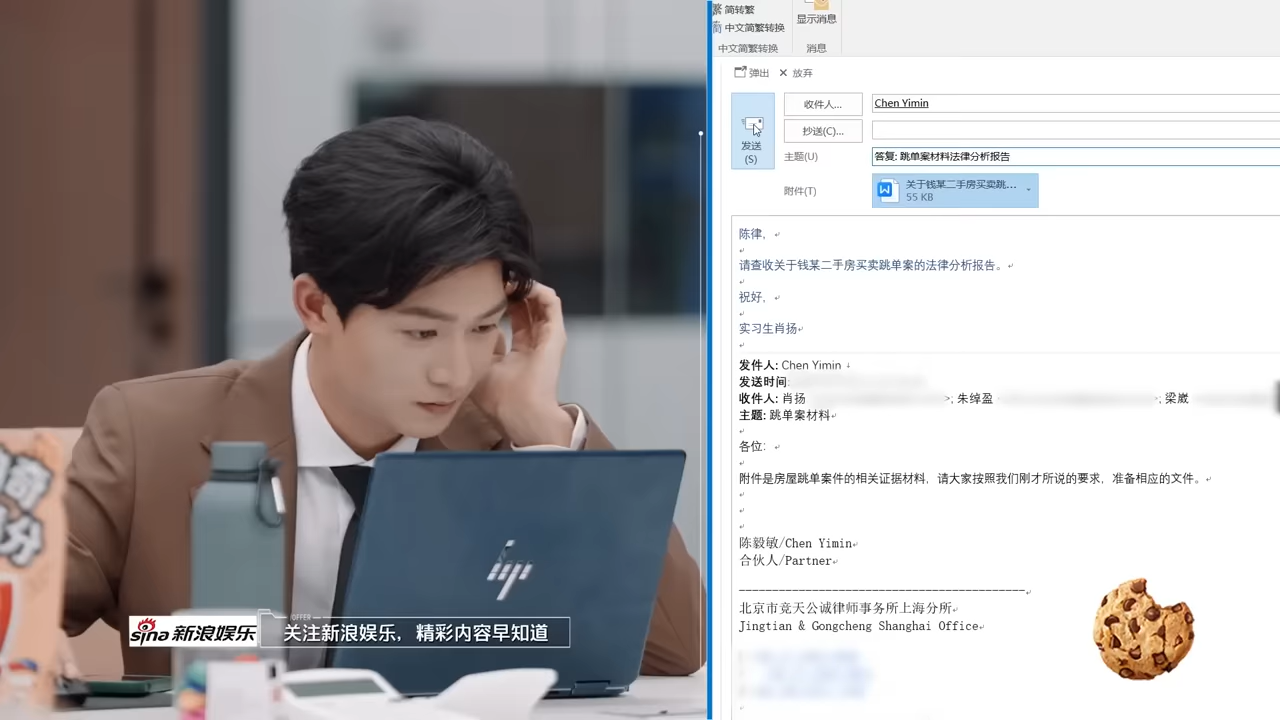 简转繁
中文简繁转换
中文简繁转换
显示消息
消息
弹出
放弃
发送
(S)
收件人...
Chen Yimin
抄送(C)...
主题(U)
答复: 跳单案材料法律分析报告
附件(T)
关于钱某二手房买卖跳...
55 KB
陈律，
请查收关于钱某二手房买卖跳单案的法律分析报告。
祝好，
实习生肖扬
发件人: Chen Yimin
发送时间:
收件人: 肖扬 >; 朱绰盈 >; 梁崴
主题: 跳单案材料
各位：
附件是房屋跳单案件的相关证据材料，请大家按照我们刚才所说的要求，准备相应的文件。
陈毅敏/Chen Yimin
合伙人/Partner
北京市竞天公诚律师事务所上海分所
Jingtian & Gongcheng Shanghai Office
hp
sina 新浪娱乐
OFFER
关注新浪娱乐，精彩内容早知道